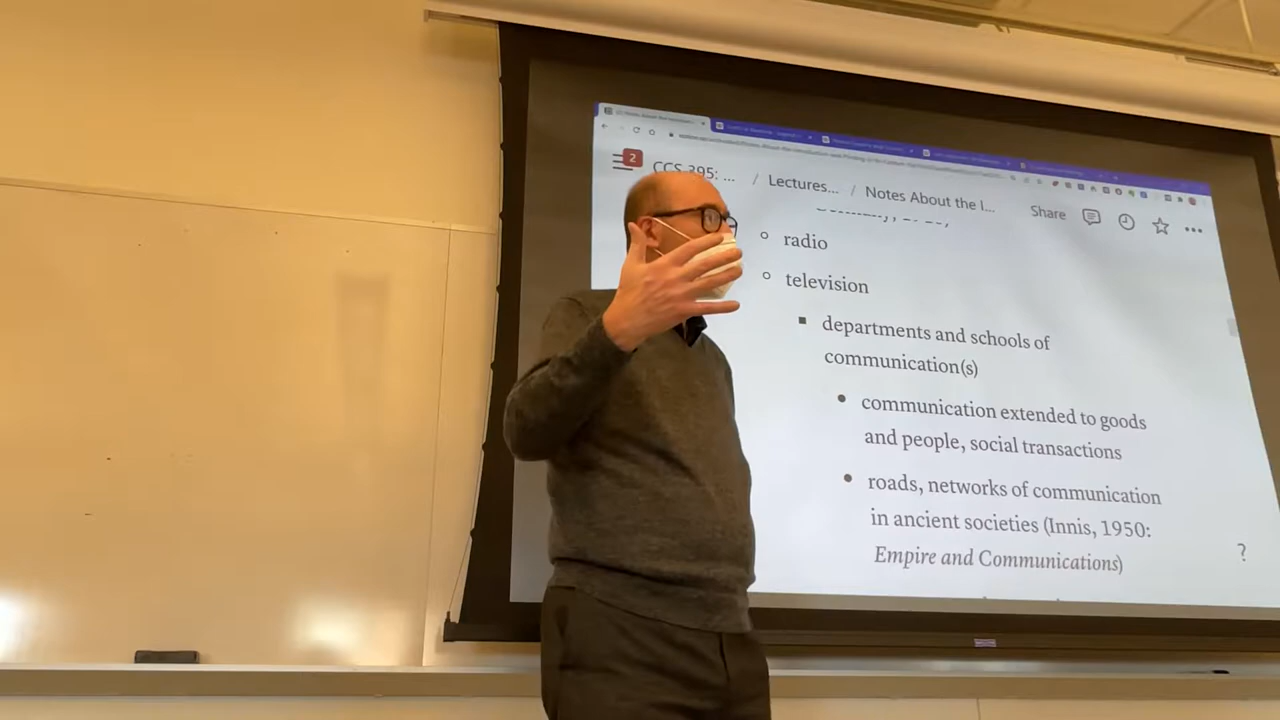 2
CCS 395: ... / Lectures... / Notes About the I...
Share
radio
television
departments and schools of
communication(s)
communication extended to goods
and people, social transactions
roads, networks of communication
in ancient societies (Innis, 1950:
Empire and Communications)
?